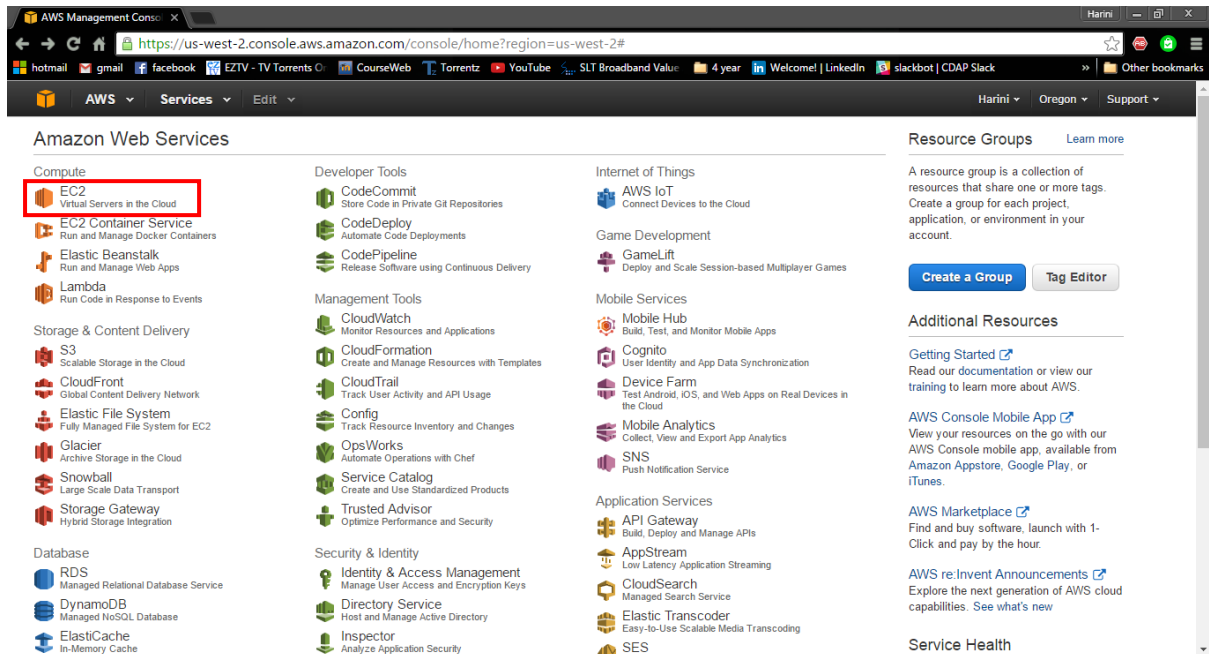 AWS Management Consol
Harini
https://us-west-2.console.aws.amazon.com/console/home?region=us-west-2#
hotmail gmail facebook EZTV - TV Torrents O CourseWeb Torrentz YouTube SLT Broadband Value 4 year Welcome! | LinkedIn slackbot | CDAP Slack » Other bookmarks
AWS Services Edit Harini Oregon Support
Amazon Web Services
Compute
EC2
Virtual Servers in the Cloud
EC2 Container Service
Run and Manage Docker Containers
Elastic Beanstalk
Run and Manage Web Apps
Lambda
Run Code in Response to Events
Storage & Content Delivery
S3
Scalable Storage in the Cloud
CloudFront
Global Content Delivery Network
Elastic File System
Fully Managed File System for EC2
Glacier
Archive Storage in the Cloud
Snowball
Large Scale Data Transport
Storage Gateway
Hybrid Storage Integration
Database
RDS
Managed Relational Database Service
DynamoDB
Managed NoSQL Database
ElastiCache
In-Memory Cache
Developer Tools
CodeCommit
Store Code in Private Git Repositories
CodeDeploy
Automate Code Deployments
CodePipeline
Release Software using Continuous Delivery
Management Tools
CloudWatch
Monitor Resources and Applications
CloudFormation
Create and Manage Resources with Templates
CloudTrail
Track User Activity and API Usage
Config
Track Resource Inventory and Changes
OpsWorks
Automate Operations with Chef
Service Catalog
Create and Use Standardized Products
Trusted Advisor
Optimize Performance and Security
Security & Identity
Identity & Access Management
Manage User Access and Encryption Keys
Directory Service
Host and Manage Active Directory
Inspector
Analyze Application Security
Internet of Things
AWS IoT
Connect Devices to the Cloud
Game Development
GameLift
Deploy and Scale Session-based Multiplayer Games
Mobile Services
Mobile Hub
Build, Test, and Monitor Mobile Apps
Cognito
User Identity and App Data Synchronization
Device Farm
Test Android, iOS, and Web Apps on Real Devices in
the Cloud
Mobile Analytics
Collect, View and Export App Analytics
SNS
Push Notification Service
Application Services
API Gateway
Build, Deploy and Manage APIs
AppStream
Low Latency Application Streaming
CloudSearch
Managed Search Service
Elastic Transcoder
Easy-to-Use Scalable Media Transcoding
SES
Resource Groups Learn more
A resource group is a collection of
resources that share one or more tags.
Create a group for each project,
application, or environment in your
account.
Create a Group Tag Editor
Additional Resources
Getting Started
Read our documentation or view our
training to learn more about AWS.
AWS Console Mobile App
View your resources on the go with our
AWS Console mobile app, available from
Amazon Appstore, Google Play, or
iTunes.
AWS Marketplace
Find and buy software, launch with 1-
Click and pay by the hour.
AWS re:Invent Announcements
Explore the next generation of AWS cloud
capabilities. See what's new
Service Health